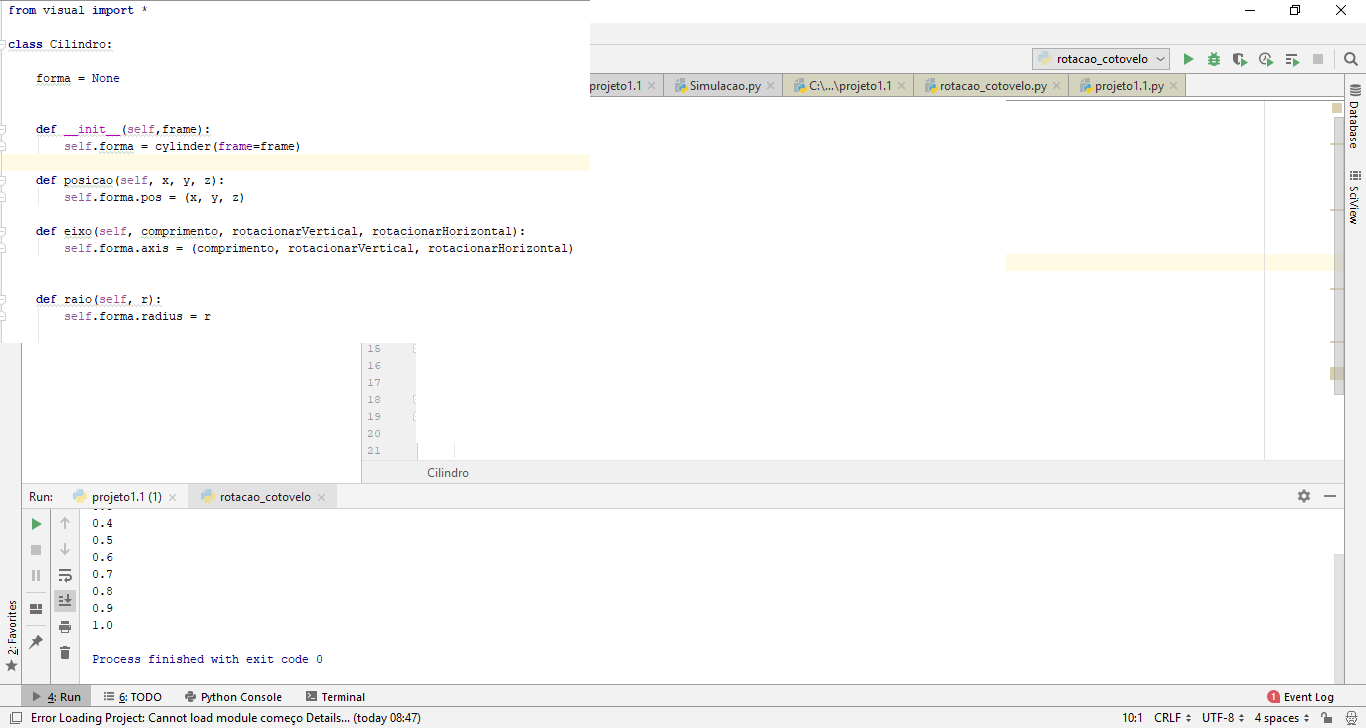 from visual import *
class Cilindro:
forma = None
def __init__(self,frame):
self.forma = cylinder(frame=frame)
def posicao(self, x, y, z):
self.forma.pos = (x, y, z)
def eixo(self, comprimento, rotacionarVertical, rotacionarHorizontal):
self.forma.axis = (comprimento, rotacionarVertical, rotacionarHorizontal)
def raio(self, r):
self.forma.radius = r
rotacao_cotovelo
projeto1.1
Simulacao.py
C:\...\projeto1.1
rotacao_cotovelo.py
projeto1.1.py
Database
SciView
15
16
17
18
19
20
21
Cilindro
Run:
projeto1.1 (1)
rotacao_cotovelo
0.4
0.5
0.6
0.7
0.8
0.9
1.0
Process finished with exit code 0
2: Favorites
4: Run
6: TODO
Python Console
Terminal
1 Event Log
Error Loading Project: Cannot load module começo Details... (today 08:47)
10:1
CRLF
UTF-8
4 spaces